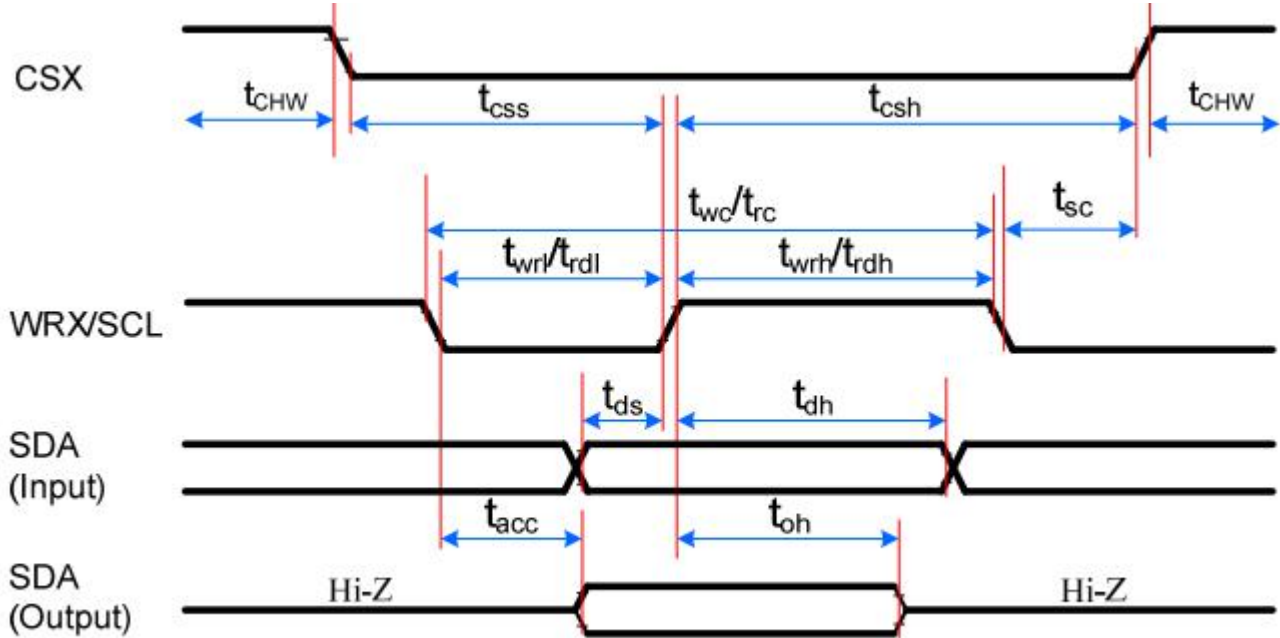 CSX
tCHW
tcss
tcsh
tCHW
twc/trc
tsc
twrl/trdl
twrh/trdh
WRX/SCL
tds
tdh
SDA
(Input)
tacc
toh
SDA
(Output)
Hi-Z
Hi-Z